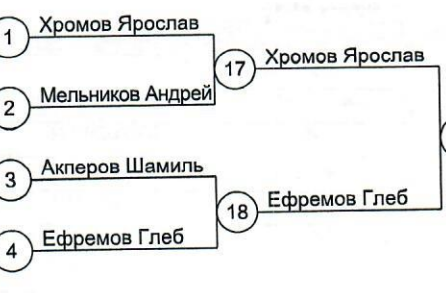 1 Хромов Ярослав
17 Хромов Ярослав
2 Мельников Андрей
3 Акперов Шамиль
18 Ефремов Глеб
4 Ефремов Глеб